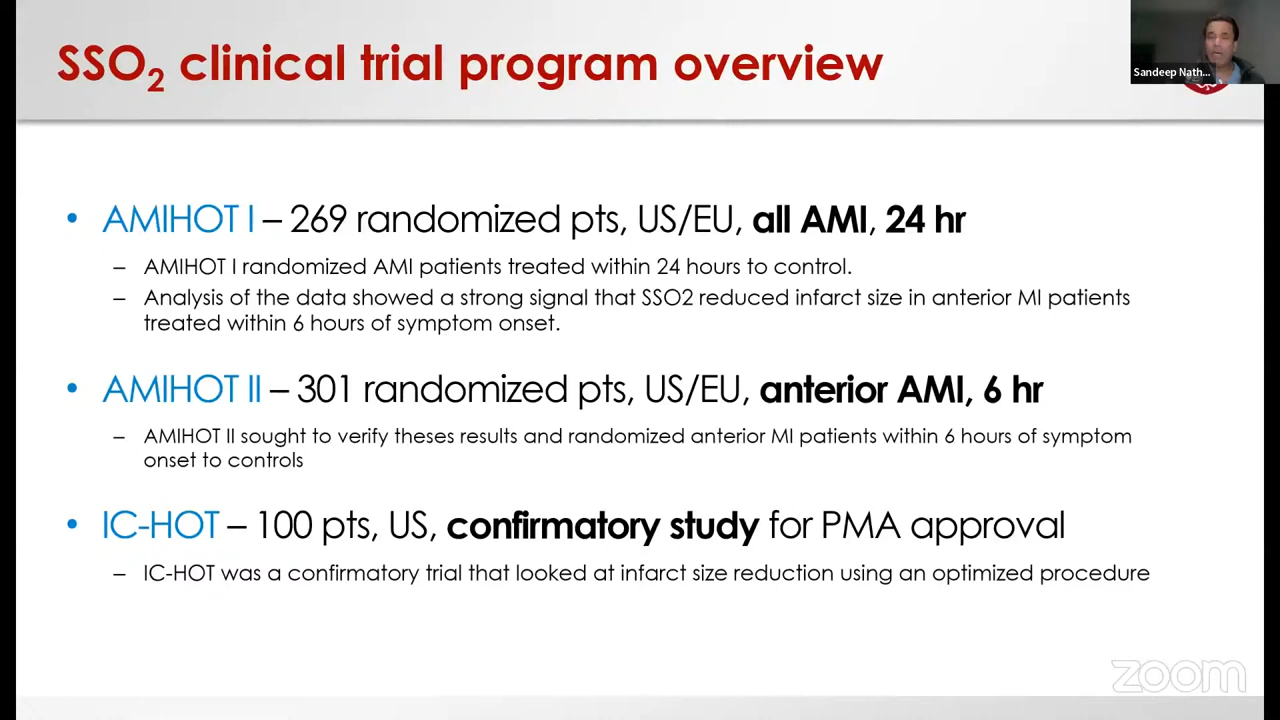 SSO2 clinical trial program overview
Sandeep Nath...
• AMIHOT I – 269 randomized pts, US/EU, all AMI, 24 hr
– AMIHOT I randomized AMI patients treated within 24 hours to control.
– Analysis of the data showed a strong signal that SSO2 reduced infarct size in anterior MI patients
treated within 6 hours of symptom onset.
• AMIHOT II – 301 randomized pts, US/EU, anterior AMI, 6 hr
– AMIHOT II sought to verify theses results and randomized anterior MI patients within 6 hours of symptom
onset to controls
• IC-HOT – 100 pts, US, confirmatory study for PMA approval
– IC-HOT was a confirmatory trial that looked at infarct size reduction using an optimized procedure
zoom